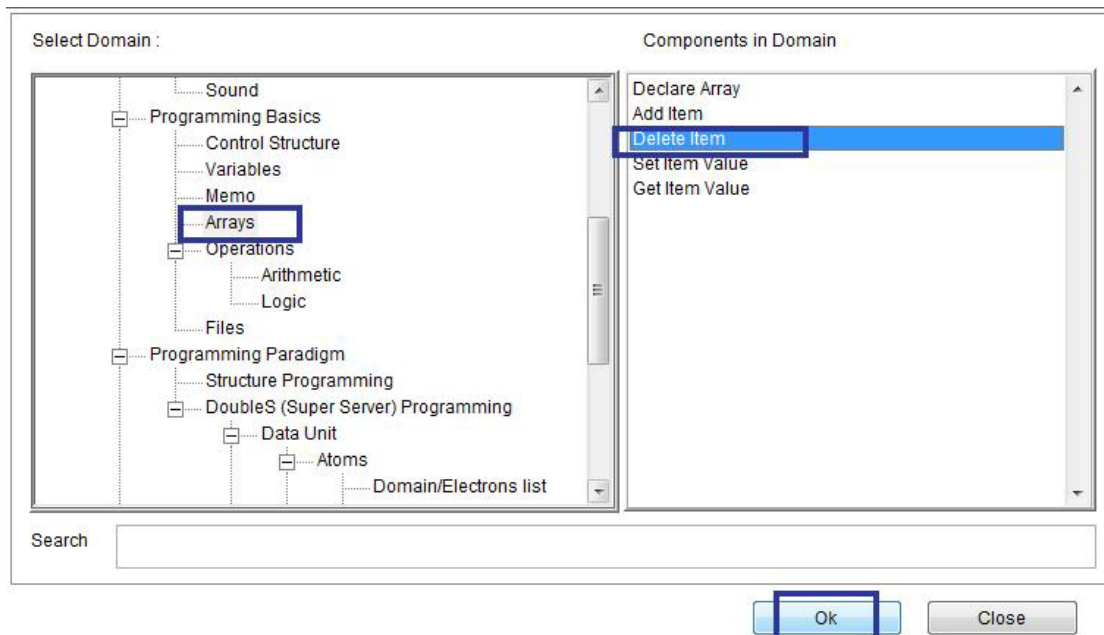 Select Domain :
Components in Domain
Sound
Programming Basics
Control Structure
Variables
Memo
Arrays
Operations
Arithmetic
Logic
Files
Programming Paradigm
Structure Programming
DoubleS (Super Server) Programming
Data Unit
Atoms
Domain/Electrons list
Declare Array
Add Item
Delete Item
Set Item Value
Get Item Value
Search
Ok
Close